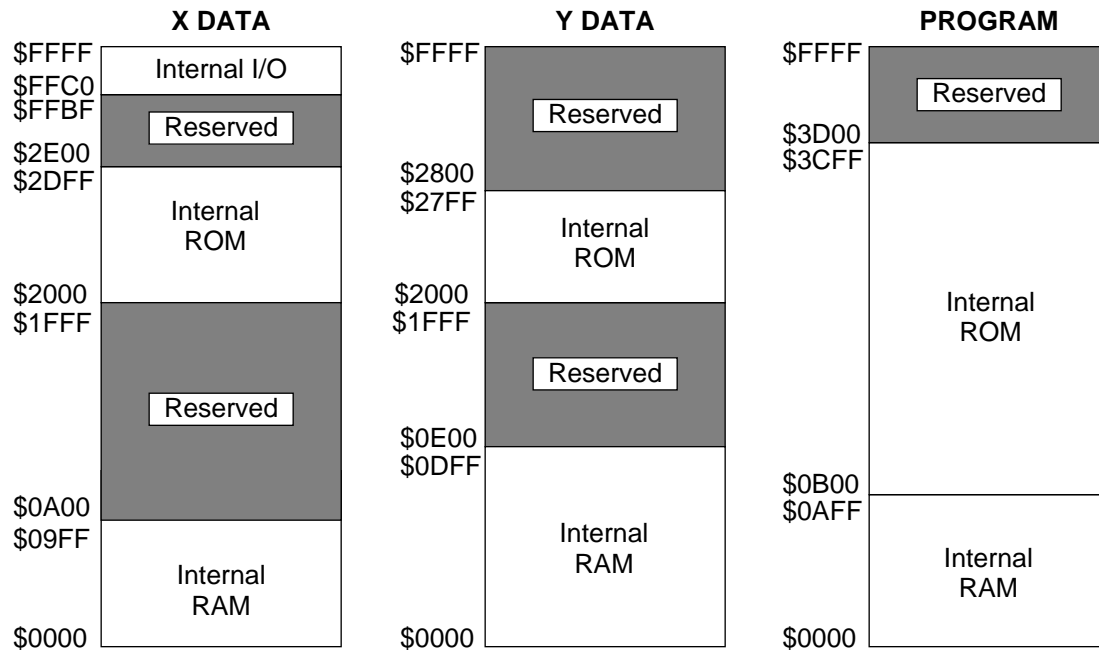 X DATA
$FFFF
Internal I/O
$FFC0
$FFBF
Reserved
$2E00
$2DFF
Internal
ROM
$2000
$1FFF
Reserved
$0A00
$09FF
Internal
RAM
$0000
Y DATA
$FFFF
Reserved
$2800
$27FF
Internal
ROM
$2000
$1FFF
Reserved
$0E00
$0DFF
Internal
RAM
$0000
PROGRAM
$FFFF
Reserved
$3D00
$3CFF
Internal
ROM
$0B00
$0AFF
Internal
RAM
$0000